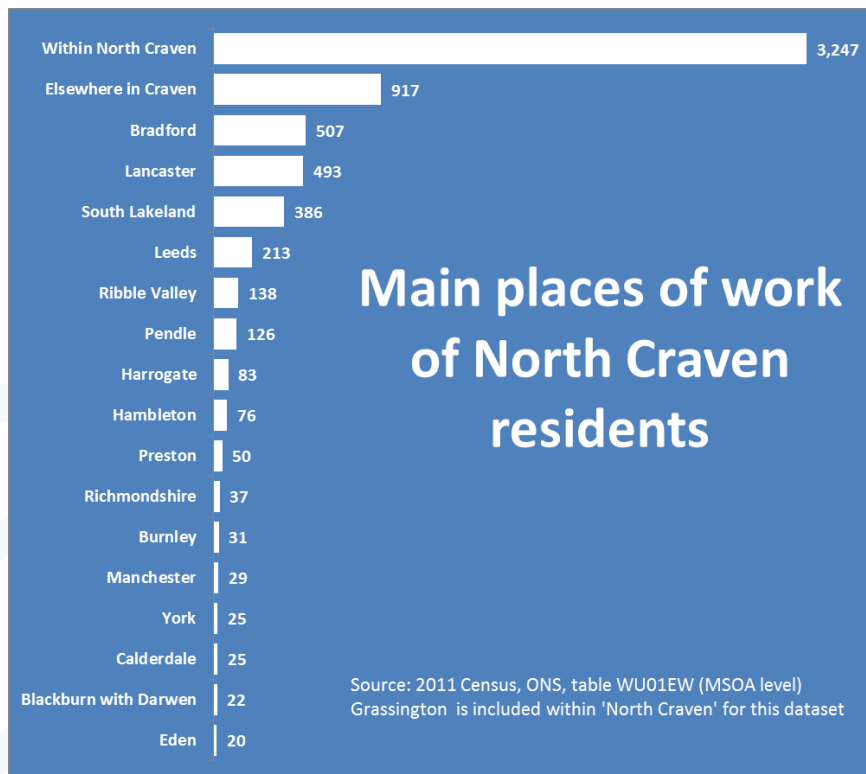 Within North Craven 3,247
Elsewhere in Craven 917
Bradford 507
Lancaster 493
South Lakeland 386
Leeds 213
Ribble Valley 138
Pendle 126
Harrogate 83
Hambleton 76
Preston 50
Richmondshire 37
Burnley 31
Manchester 29
York 25
Calderdale 25
Blackburn with Darwen 22
Eden 20
Main places of work
of North Craven
residents
Source: 2011 Census, ONS, table WU01EW (MSOA level)
Grassington is included within 'North Craven' for this dataset